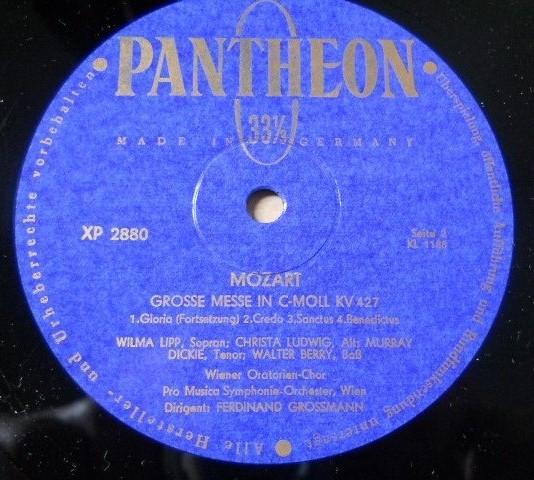 PANTHEON
33⅓
MADE IN GERMANY
XP 2880
Seite 2
KL 1188
MOZART
GROSSE MESSE IN C-MOLL KV 427
1.Gloria (Fortsetzung) 2.Credo 3.Sanctus 4.Benedictus
WILMA LIPP, Sopran; CHRISTA LUDWIG, Alt; MURRAY
DICKIE, Tenor; WALTER BERRY, Baß
Wiener Oratorien-Chor
Pro Musica Symphonie-Orchester, Wien
Dirigent: FERDINAND GROSSMANN
Alle Hersteller- und Urheberrechte vorbehalten
Überspielung, öffentliche Aufführung und Rundfunksendung untersagt